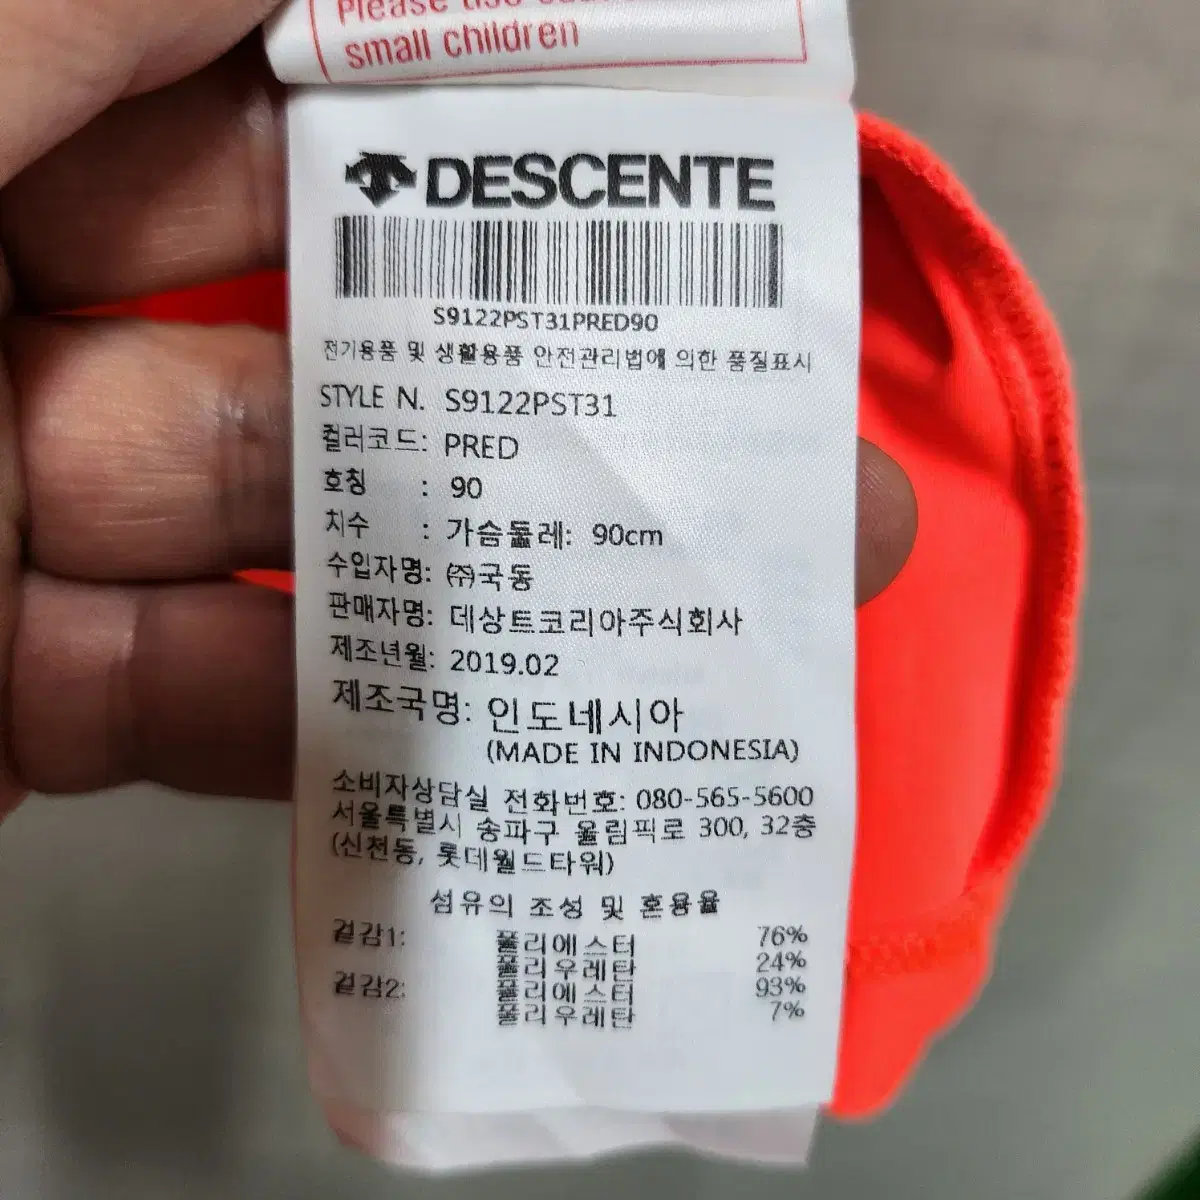 Please use
small children
DESCENTE
S9122PST31PRED90
전기용품 및 생활용품 안전관리법에 의한 품질표시
STYLE N. S9122PST31
컬러코드: PRED
호칭 : 90
치수 : 가슴둘레: 90cm
수입자명: ㈜국동
판매자명: 데상트코리아주식회사
제조년월: 2019.02
제조국명: 인도네시아
(MADE IN INDONESIA)
소비자상담실 전화번호: 080-565-5600
서울특별시 송파구 올림픽로 300, 32층
(신천동, 롯데월드타워)
섬유의 조성 및 혼용율
겉감1: 폴리에스터 76%
폴리우레탄 24%
겉감2: 폴리에스터 93%
폴리우레탄 7%